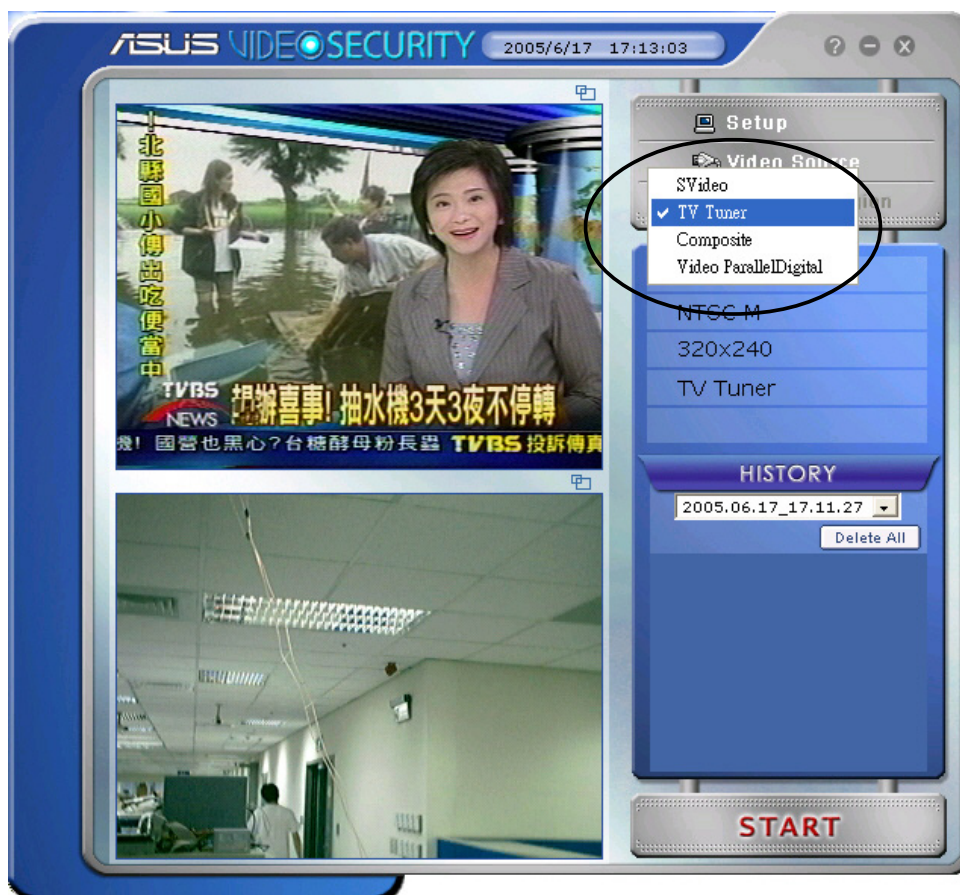 ASUS VIDEO SECURITY 2005/6/17 17:13:03
!北縣國小傳出吃便當中
TVBS
NEWS
喜事! 抽水機3天3夜不停轉
機! 國營也黑心?台糖酵母粉長蟲 TVBS 投訴傳真
Setup
Video Source
SVideo
TV Tuner
Composite
Video ParallelDigital
NTSC M
320x240
TV Tuner
HISTORY
2005.06.17_17.11.27
Delete All
START